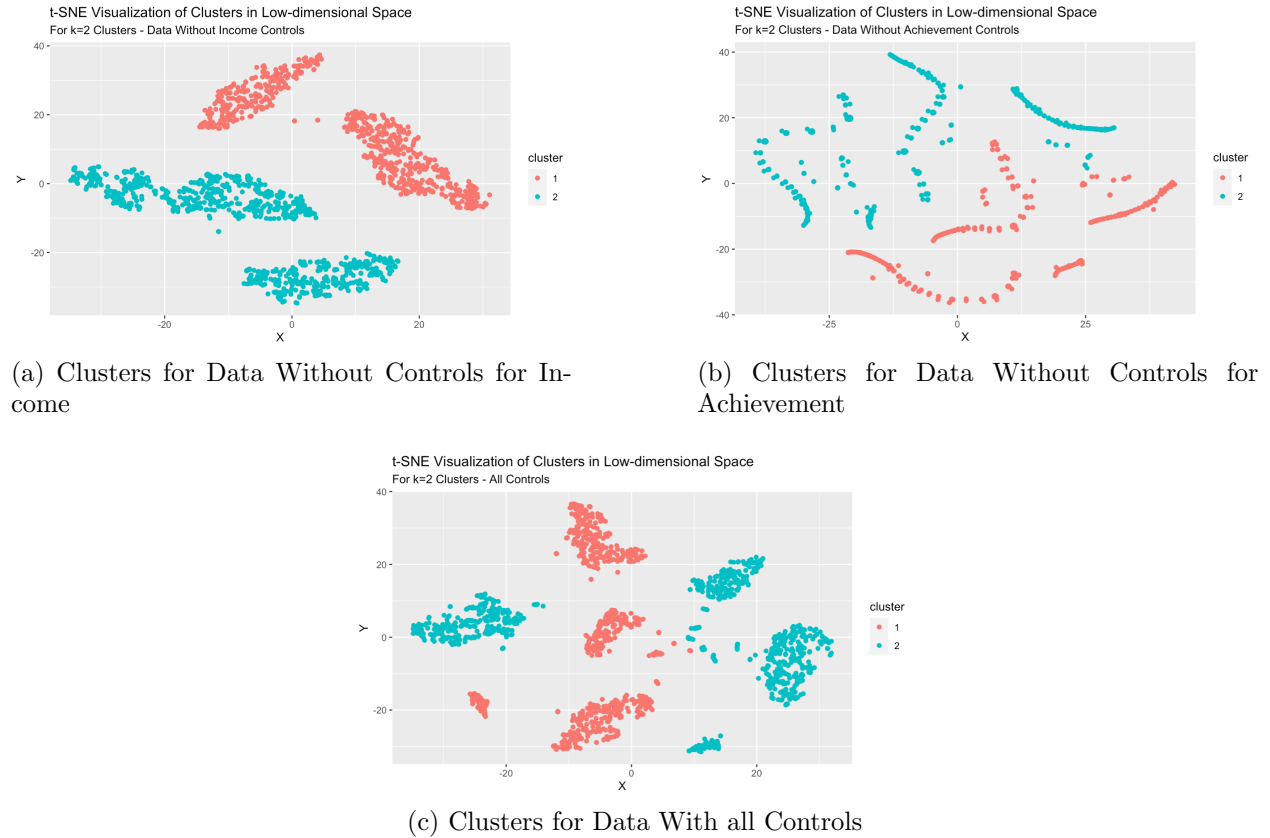 t-SNE Visualization of Clusters in Low-dimensional Space
For k=2 Clusters - Data Without Income Controls
40
20
0
-20
Y
-20
0
20
X
cluster
1
2
(a) Clusters for Data Without Controls for In-
come
t-SNE Visualization of Clusters in Low-dimensional Space
For k=2 Clusters - Data Without Achievement Controls
40
20
0
-20
-40
Y
-25
0
25
X
cluster
1
2
(b) Clusters for Data Without Controls for
Achievement
t-SNE Visualization of Clusters in Low-dimensional Space
For k=2 Clusters - All Controls
40
20
0
-20
Y
-20
0
20
X
cluster
1
2
(c) Clusters for Data With all Controls